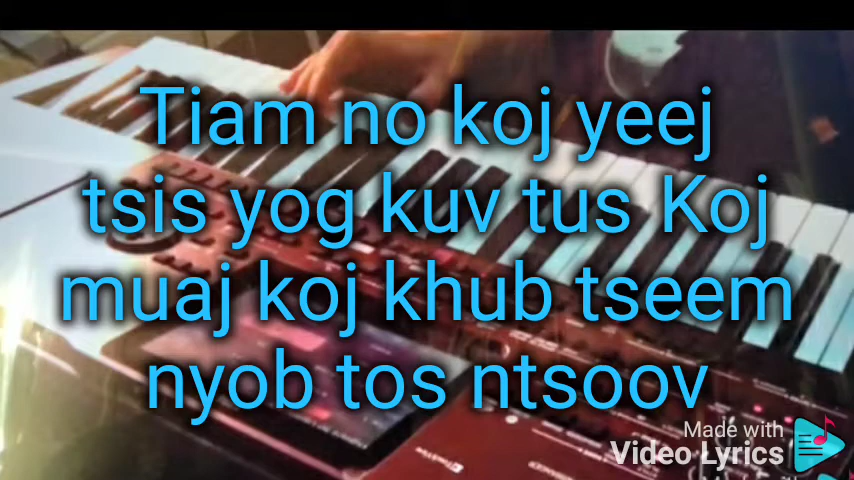 Tiam no koj yeej
tsis yog kuv tus Koj
muaj koj khub tseem
nyob tos ntsoov
Made with
Video Lyrics